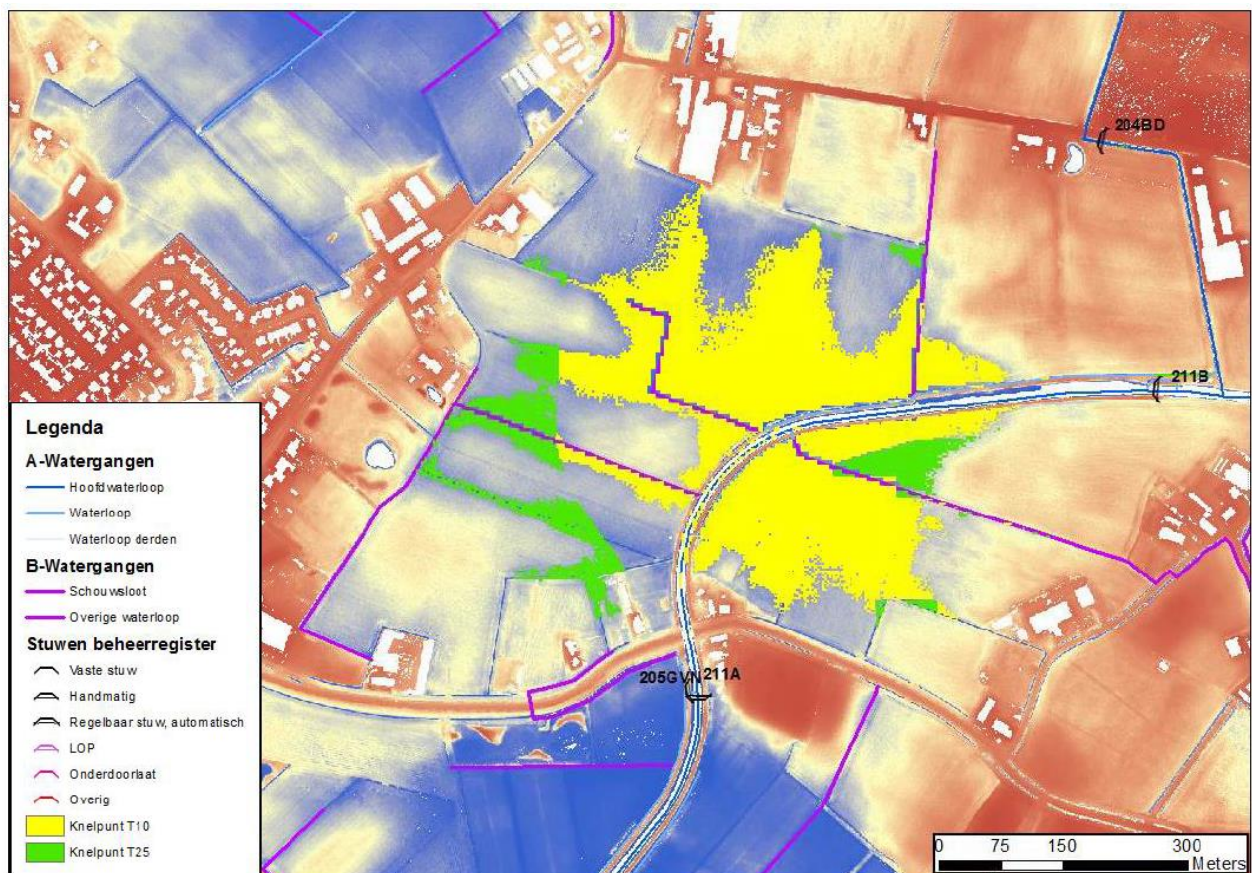 204BD
211B
205GVN 211A
Legenda
A-Watergangen
Hoofdwaterloop
Waterloop
Waterloop derden
B-Watergangen
Schouwsloot
Overige waterloop
Stuwen beheerregister
Vaste stuw
Handmatig
Regelbaar stuw, automatisch
LOP
Onderdoorlaat
Overig
Knelpunt T10
Knelpunt T25
0 75 150 300
Meters